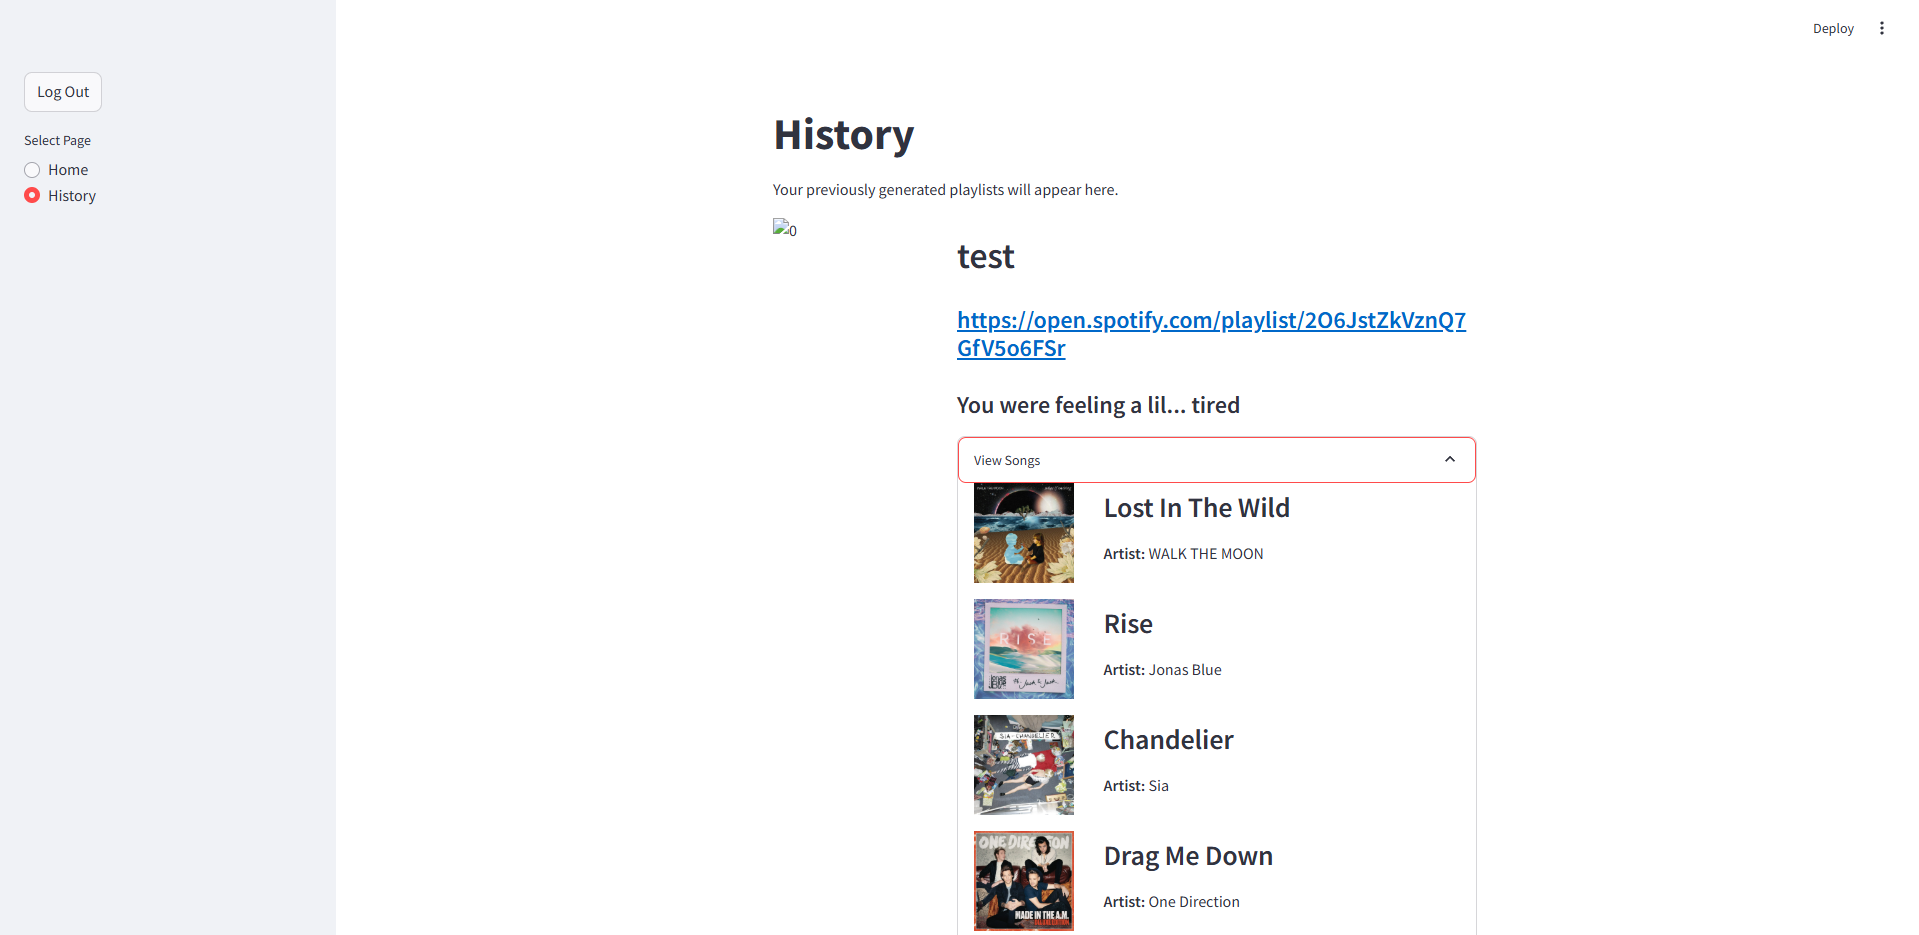 Deploy
Log Out
Select Page
Home
History
History
Your previously generated playlists will appear here.
0
test
https://open.spotify.com/playlist/2O6JstZkVznQ7
GfV5o6FSr
You were feeling a lil... tired
View Songs
Lost In The Wild
Artist: WALK THE MOON
RISE
Rise
Artist: Jonas Blue
SIA - CHANDELIER
Chandelier
Artist: Sia
ONE DIRECTION
MADE IN THE A.M.
Drag Me Down
Artist: One Direction